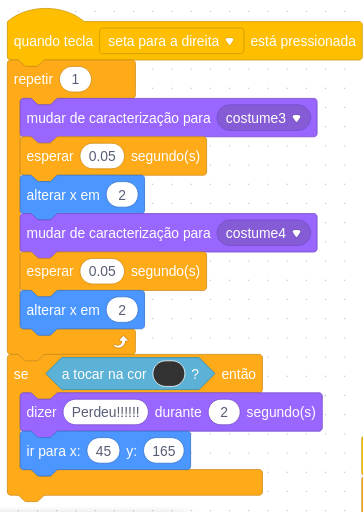 quando tecla seta para a direita está pressionada
repetir 1
mudar de caracterização para costume3
esperar 0.05 segundo(s)
alterar x em 2
mudar de caracterização para costume4
esperar 0.05 segundo(s)
alterar x em 2
se a tocar na cor ? então
dizer Perdeu!!!!!! durante 2 segundo(s)
ir para x: 45 y: 165